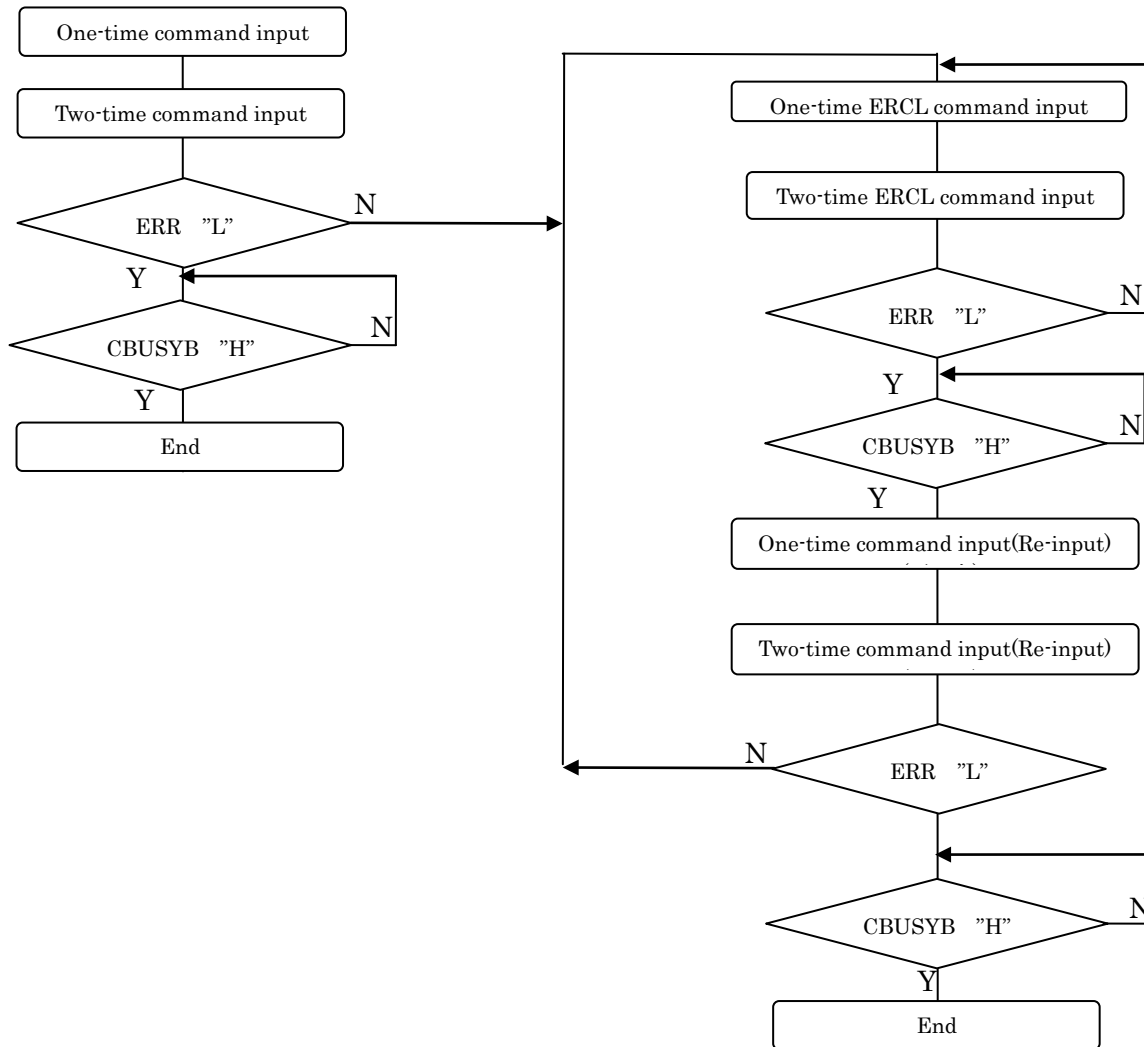 One-time command input
Two-time command input
ERR ”L”
N
Y
CBUSYB ”H”
N
Y
End
One-time ERCL command input
Two-time ERCL command input
ERR ”L”
N
Y
CBUSYB ”H”
N
Y
One-time command input(Re-input)
Two-time command input(Re-input)
N
ERR ”L”
CBUSYB ”H”
N
Y
End